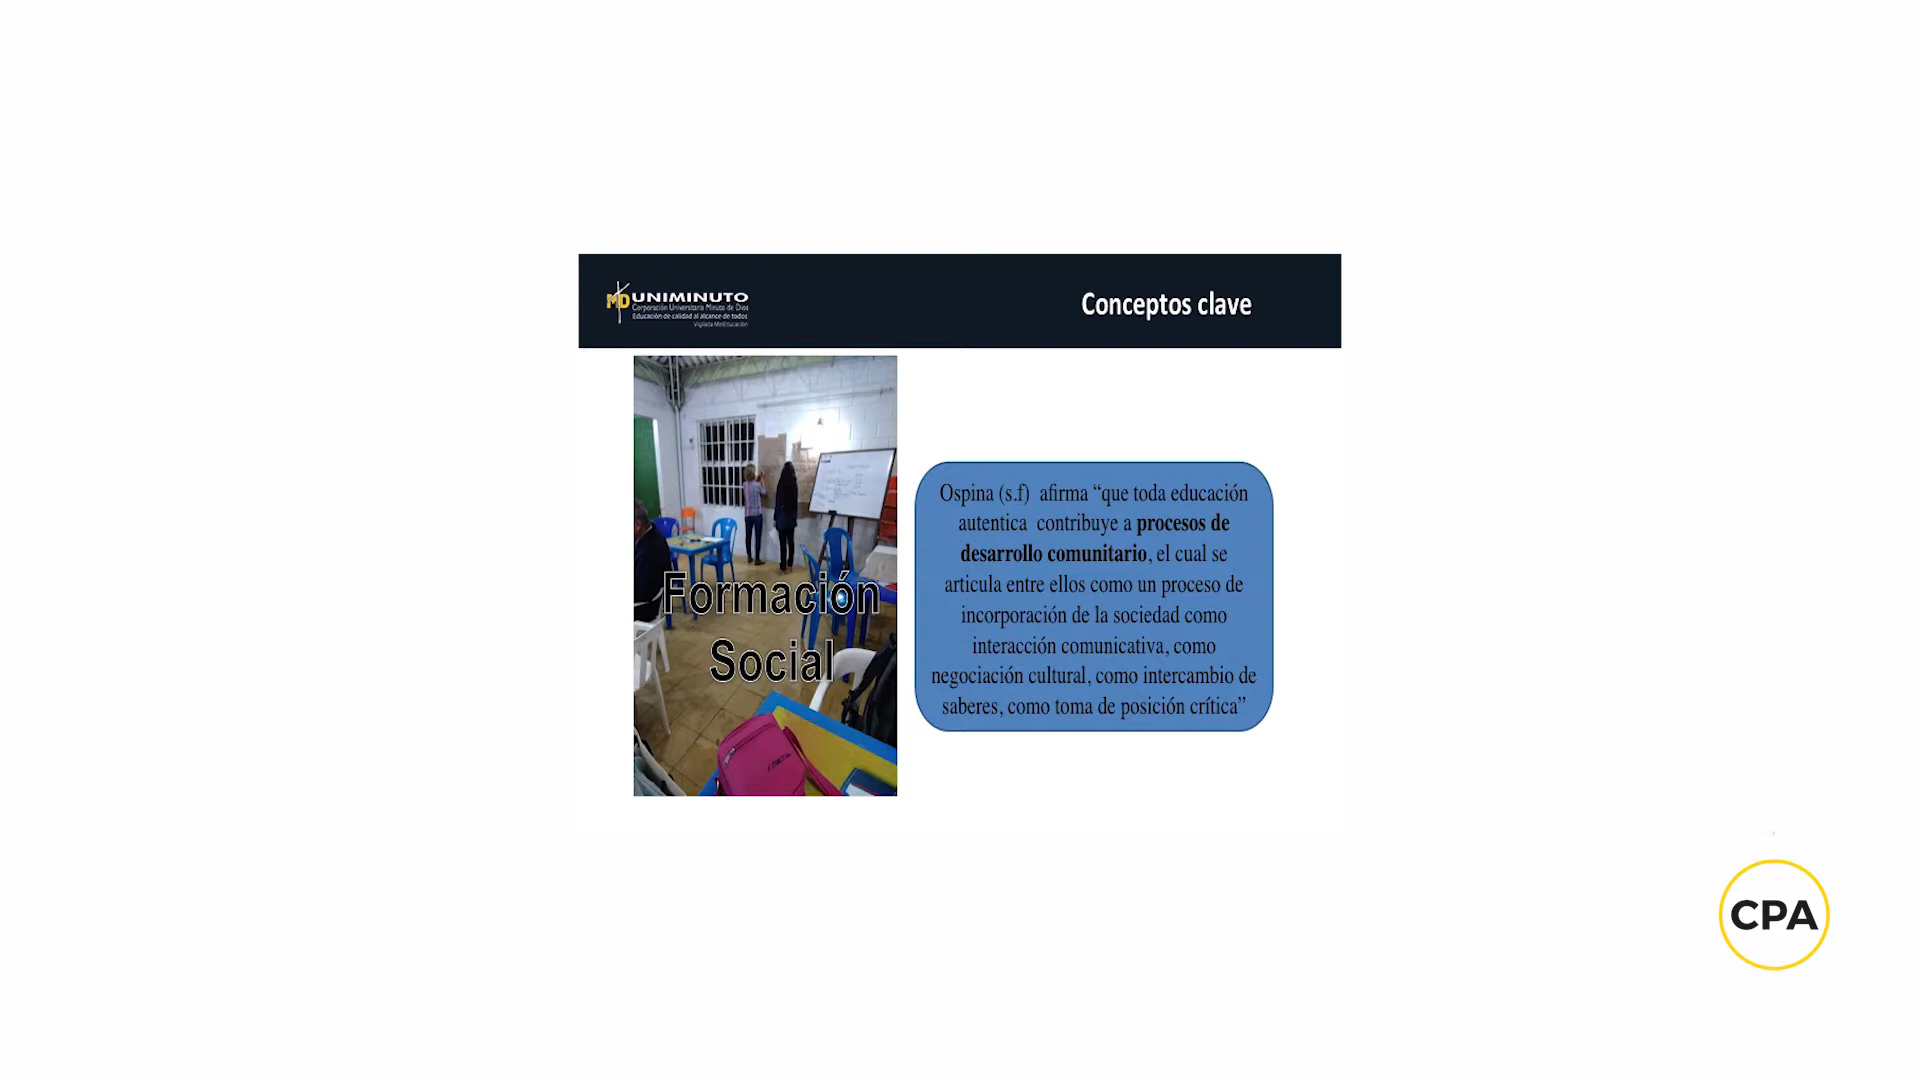 UNIMINUTO
Corporación Universitaria Minuto de Dios
Educación de calidad al alcance de todos
Vigilada MinEducación
Conceptos clave
Formación
Social
Ospina (s.f)  afirma “que toda educación
autentica  contribuye a procesos de
desarrollo comunitario, el cual se
articula entre ellos como un proceso de
incorporación de la sociedad como
interacción comunicativa, como
negociación cultural, como intercambio de
saberes, como toma de posición crítica”
CPA